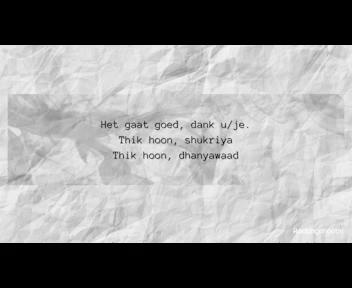 Het gaat goed, dank u/je.
Thik hoon, shukriya
Thik hoon, dhanyawaad